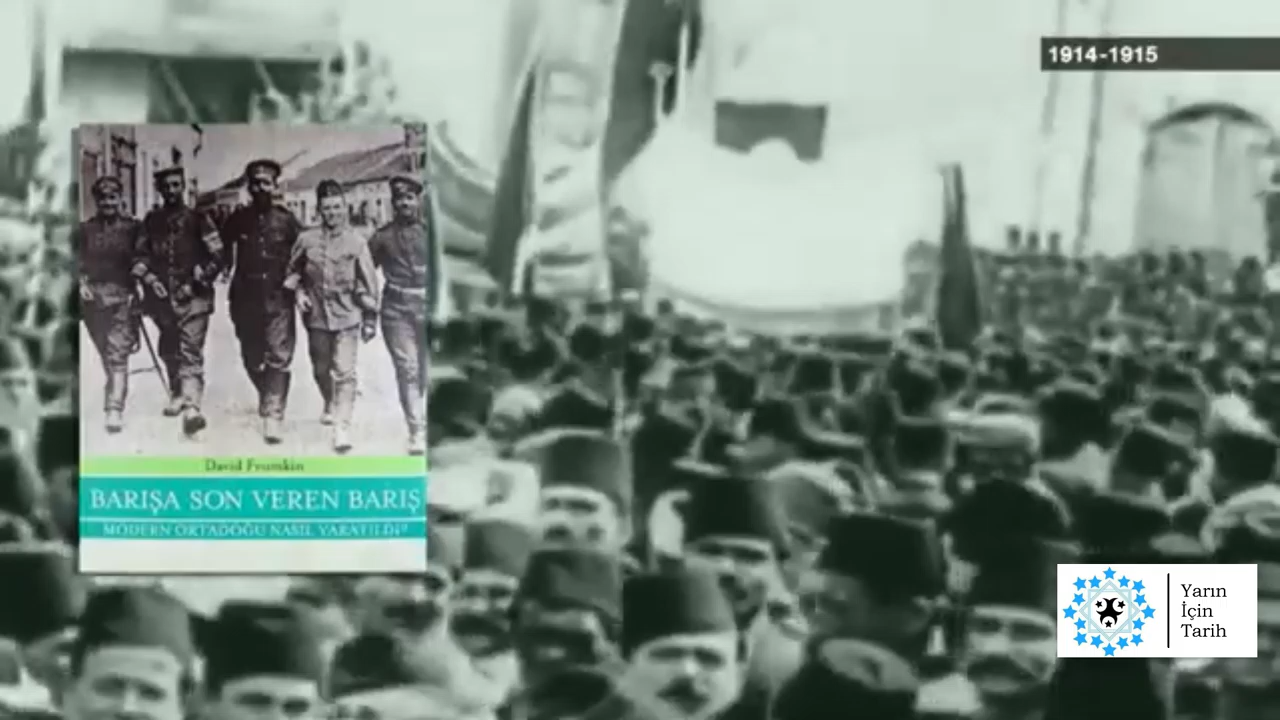 1914-1915
David Fromkin
BARIŞA SON VEREN BARIŞ
MODERN ORTADOĞU NASIL YARATILDI?
Yarın
İçin
Tarih